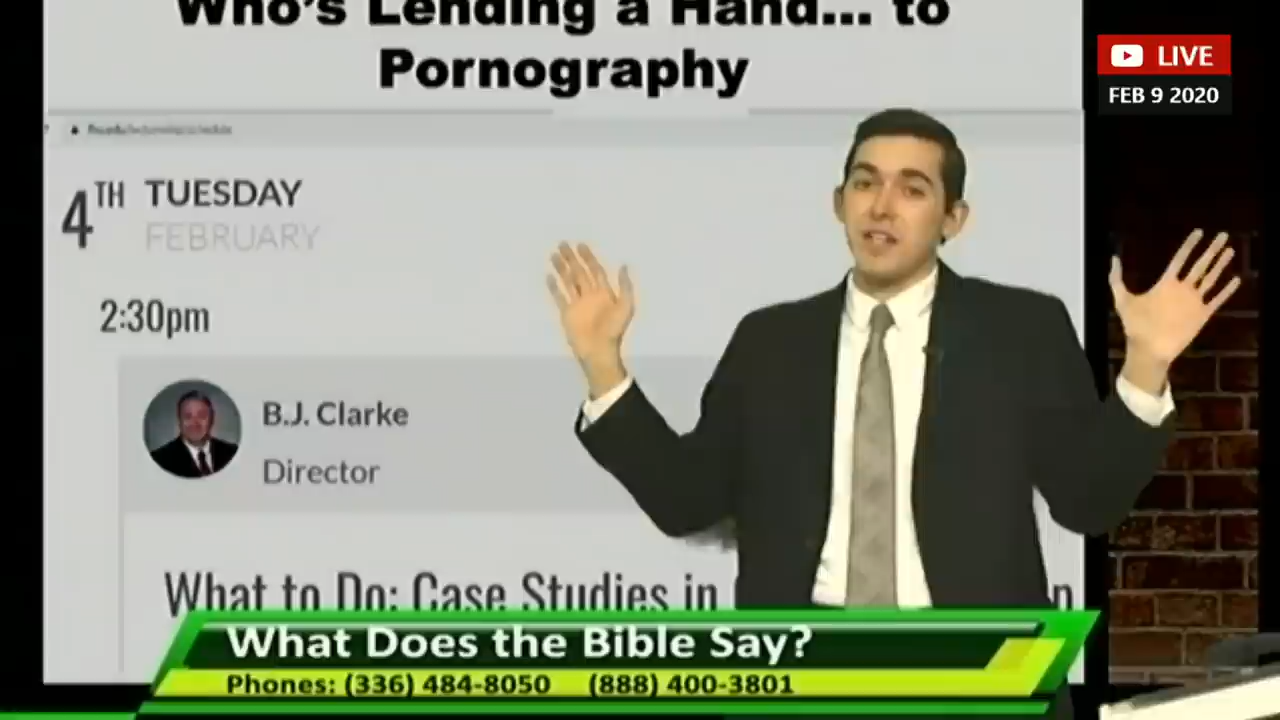 Who's Lending a Hand... to
Pornography
LIVE
FEB 9 2020
4TH TUESDAY
FEBRUARY
2:30pm
B.J. Clarke
Director
What to Do: Case Studies in
What Does the Bible Say?
Phones: (336) 484-8050 (888) 400-3801